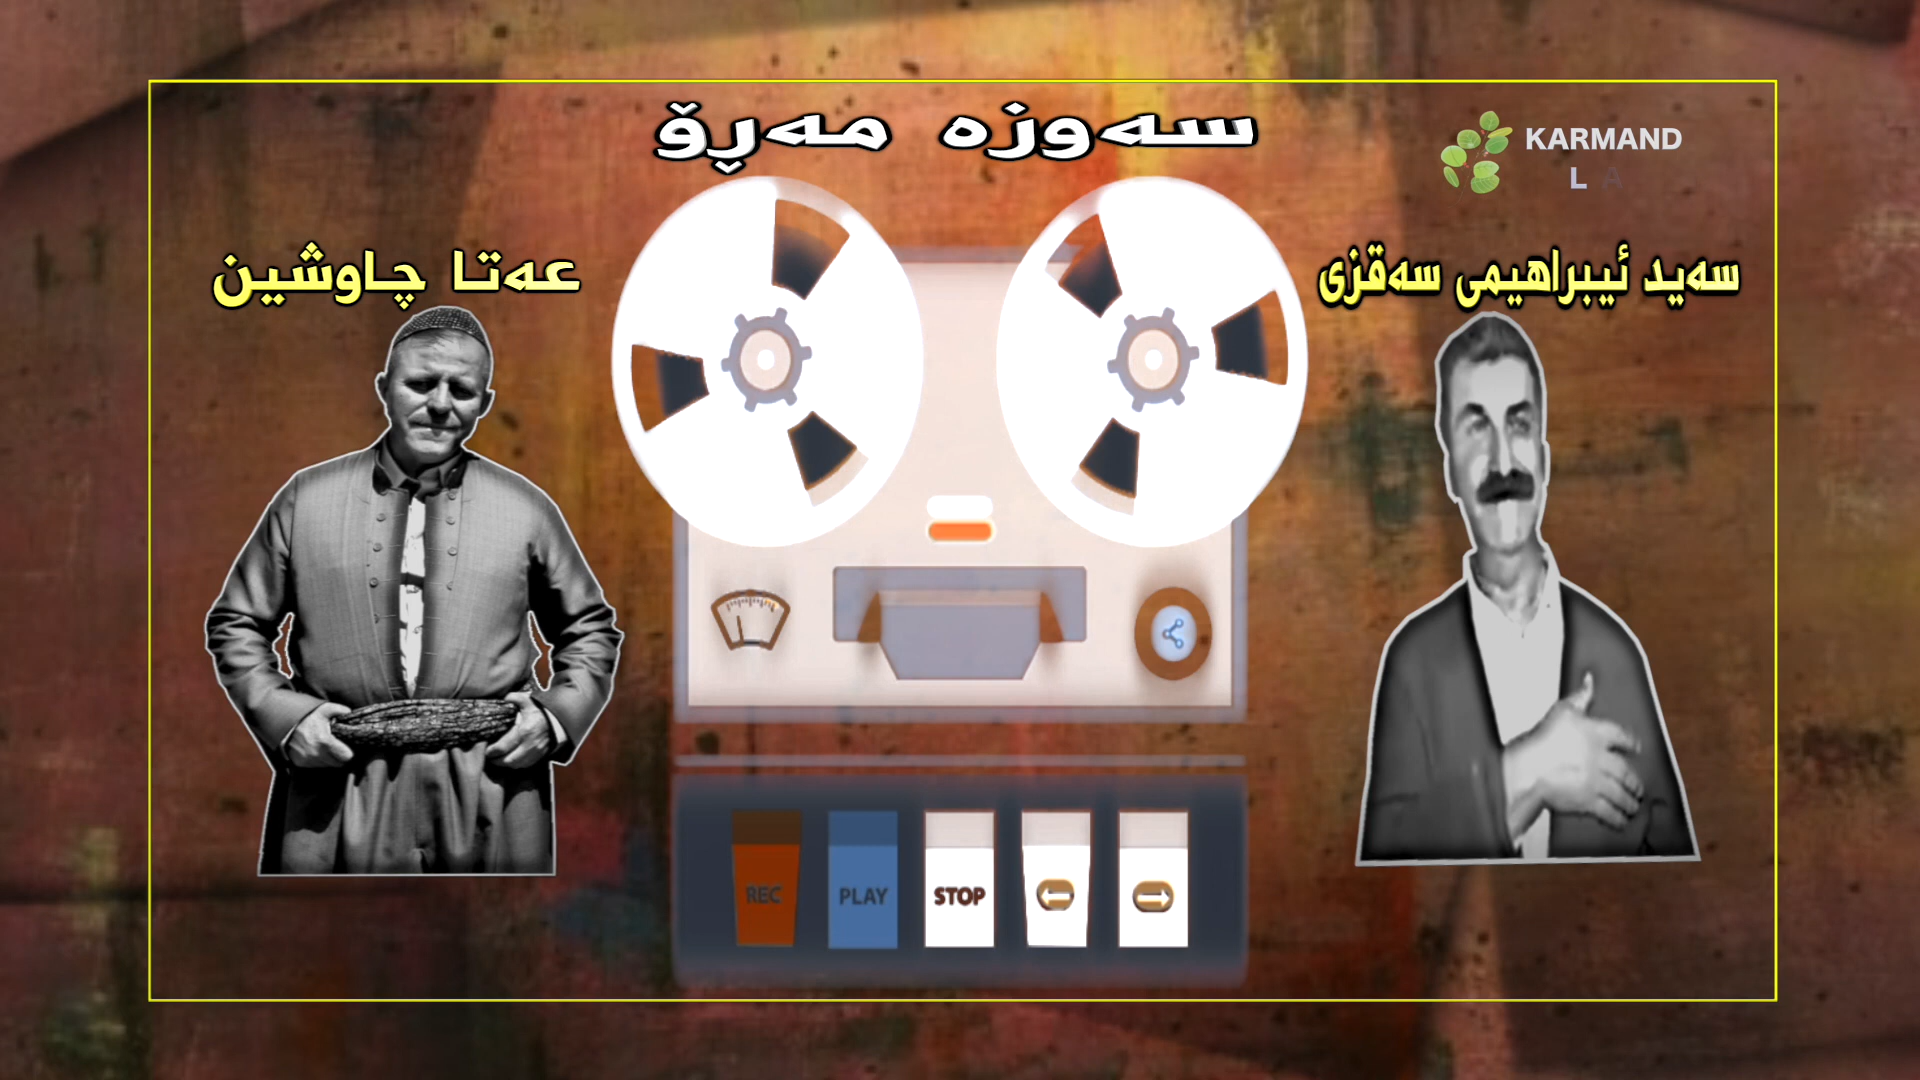 سەوزە مەڕۆ
KARMAND
L A
سەید ئیبراهیمی سەقزی
عەتا چاوشین
REC
PLAY
STOP